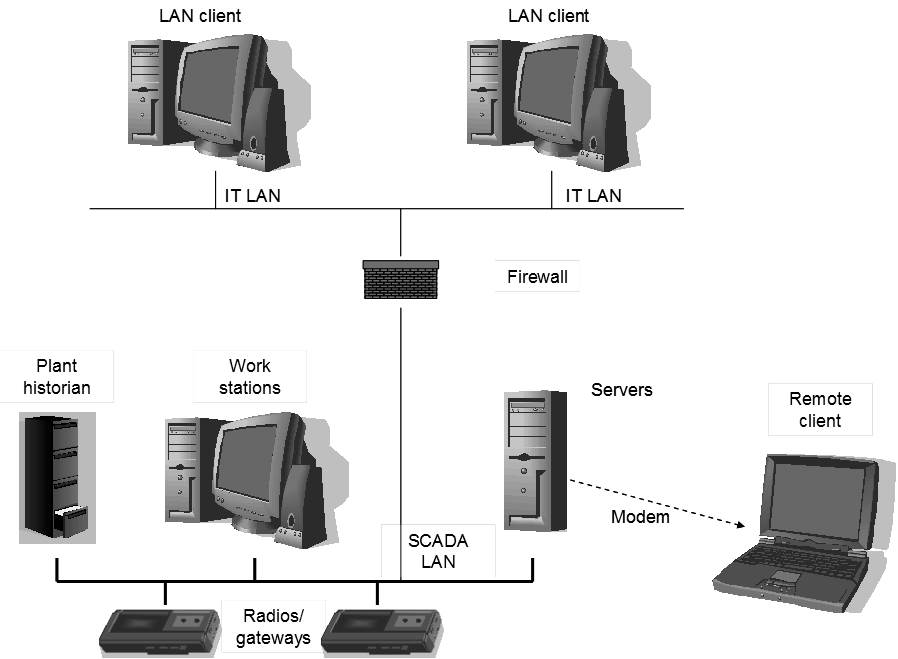 LAN client
LAN client
IT LAN
IT LAN
Firewall
Plant
historian
Work
stations
Servers
Remote
client
Modem
SCADA
LAN
Radios/
gateways